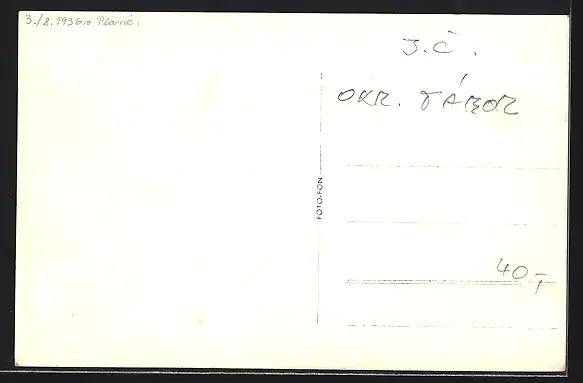 3./8. 1936 v Plané.
J.Č.
OKR. TÁBOR
FOTO-FON
40,-